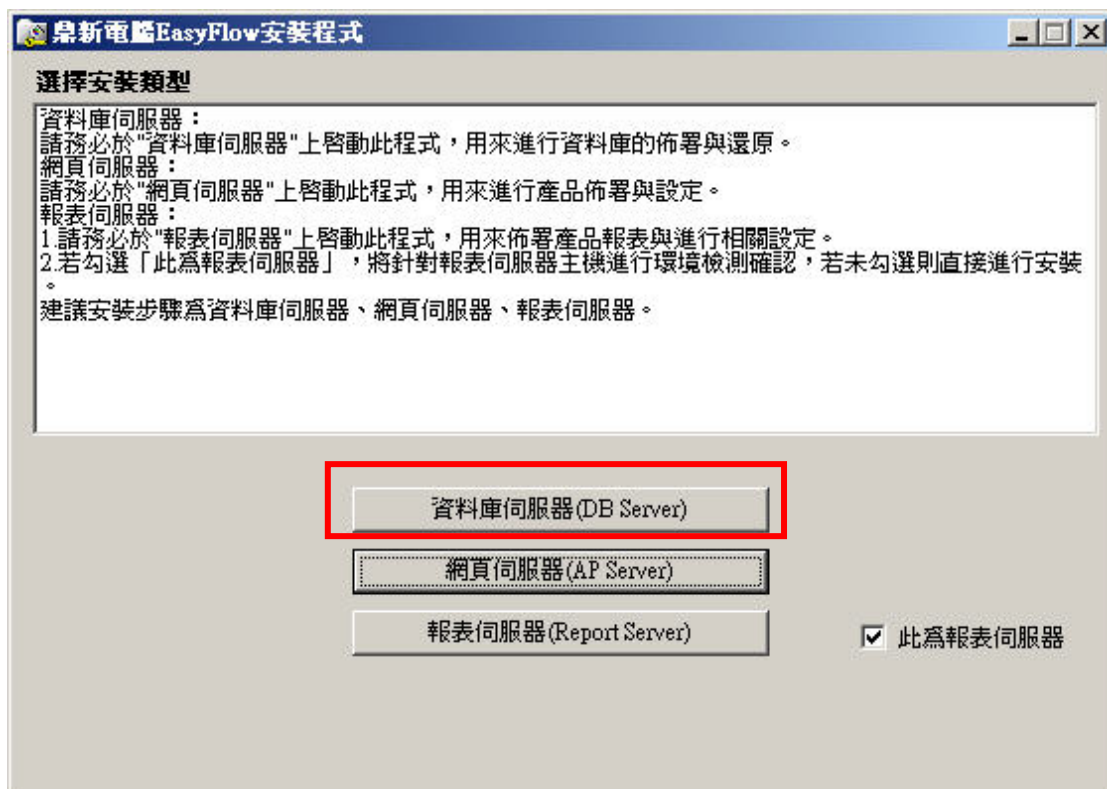 鼎新電腦EasyFlow安裝程式
選擇安裝類型
資料庫伺服器：
請務必於"資料庫伺服器"上啟動此程式，用來進行資料庫的佈署與還原。
網頁伺服器：
請務必於"網頁伺服器"上啟動此程式，用來進行產品佈署與設定。
報表伺服器：
1.請務必於"報表伺服器"上啟動此程式，用來佈署產品報表與進行相關設定。
2.若勾選「此為報表伺服器」，將針對報表伺服器主機進行環境檢測確認，若未勾選則直接進行安裝
。
建議安裝步驟為資料庫伺服器、網頁伺服器、報表伺服器。
資料庫伺服器(DB Server)
網頁伺服器(AP Server)
報表伺服器(Report Server)
此為報表伺服器